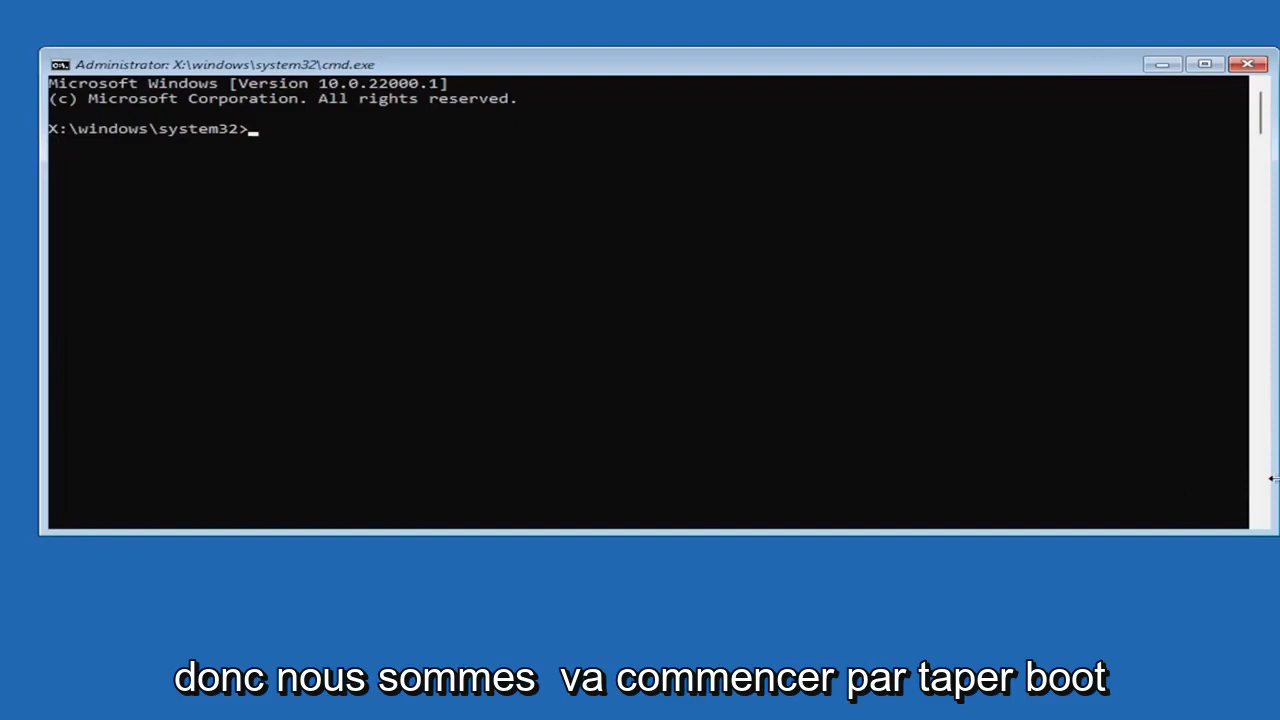 Administrator: X:\windows\system32\cmd.exe
Microsoft Windows [Version 10.0.22000.1]
(c) Microsoft Corporation. All rights reserved.
X:\windows\system32>
donc nous sommes va commencer par taper boot